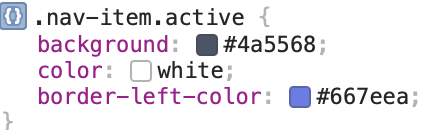 {} .nav-item.active {
background: #4a5568;
color: white;
border-left-color: #667eea;
}